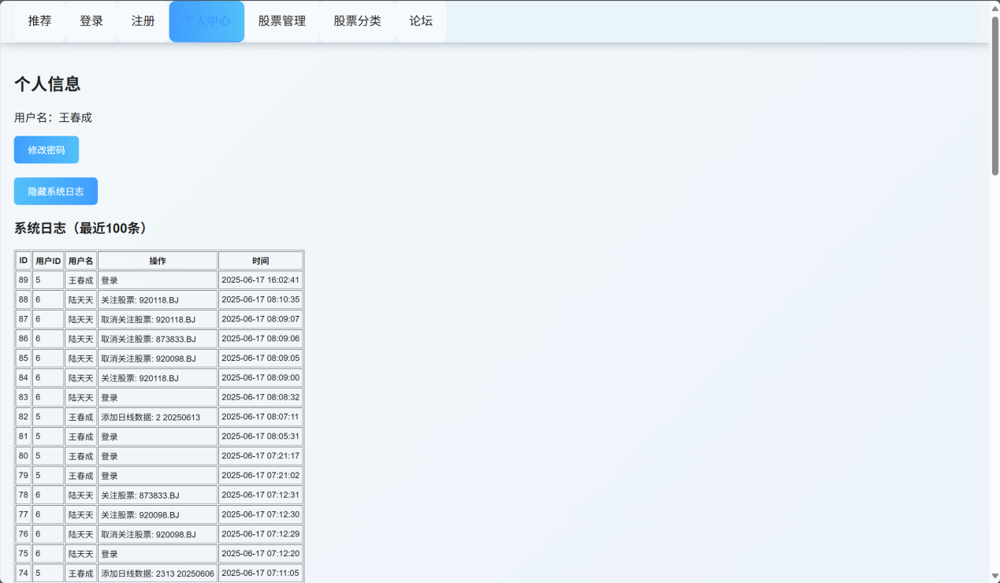 推荐 登录 注册 个人中心 股票管理 股票分类 论坛
个人信息
用户名：王春成
修改密码
隐藏系统日志
系统日志（最近100条）
ID 用户ID 用户名 操作 时间
89 5 王春成 登录 2025-06-17 16:02:41
88 6 陆天天 关注股票: 920118.BJ 2025-06-17 08:10:35
87 6 陆天天 取消关注股票: 920118.BJ 2025-06-17 08:09:07
86 6 陆天天 取消关注股票: 873833.BJ 2025-06-17 08:09:06
85 6 陆天天 取消关注股票: 920098.BJ 2025-06-17 08:09:05
84 6 陆天天 关注股票: 920118.BJ 2025-06-17 08:09:00
83 6 陆天天 登录 2025-06-17 08:08:32
82 5 王春成 添加日线数据: 2 20250613 2025-06-17 08:07:11
81 5 王春成 登录 2025-06-17 08:05:31
80 5 王春成 登录 2025-06-17 07:21:17
79 5 王春成 登录 2025-06-17 07:21:02
78 6 陆天天 关注股票: 873833.BJ 2025-06-17 07:12:31
77 6 陆天天 关注股票: 920098.BJ 2025-06-17 07:12:30
76 6 陆天天 取消关注股票: 920098.BJ 2025-06-17 07:12:29
75 6 陆天天 登录 2025-06-17 07:12:20
74 5 王春成 添加日线数据: 2313 20250606 2025-06-17 07:11:05